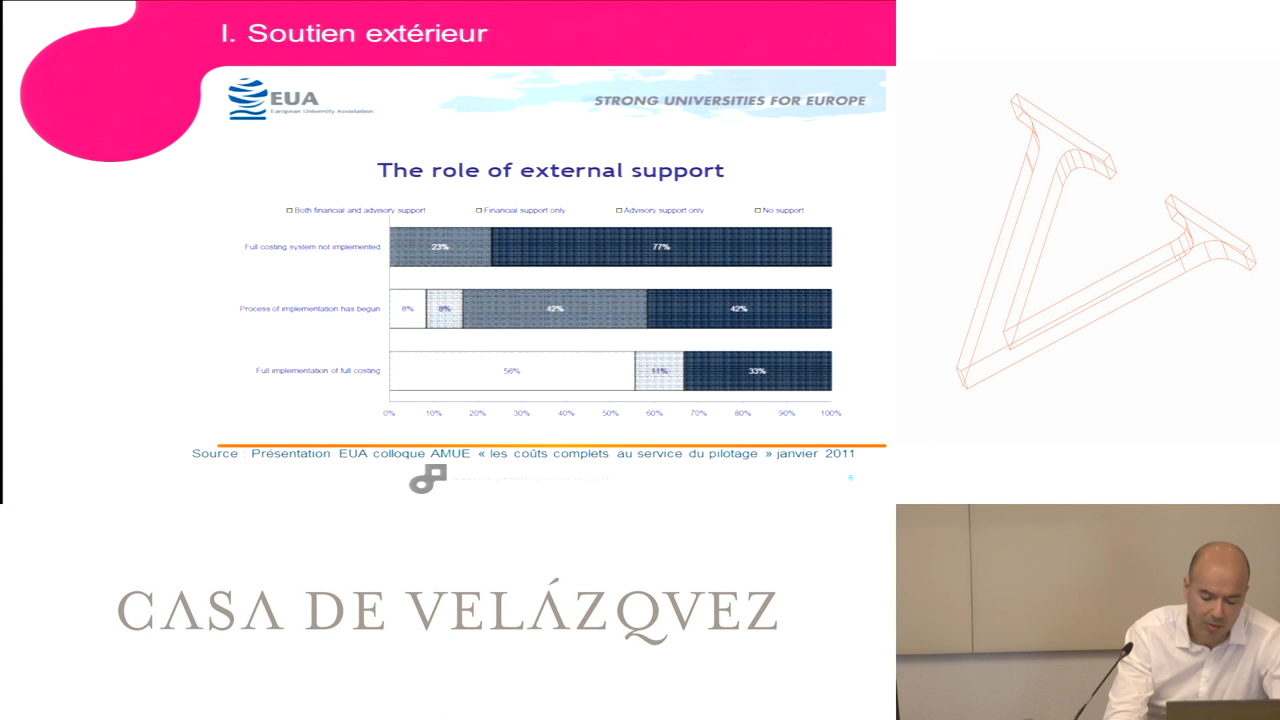 I. Soutien extérieur
EUA
European University Association
STRONG UNIVERSITIES FOR EUROPE
The role of external support
Both financial and advisory support Financial support only Advisory support only No support
Full costing system not implemented 23% 77%
Process of implementation has begun 8% 8% 42% 42%
Full implementation of full costing 56% 11% 33%
0% 10% 20% 30% 40% 50% 60% 70% 80% 90% 100%
Source : Présentation EUA colloque AMUE « les coûts complets au service du pilotage » janvier 2011
6
CASA DE VELÁZQVEZ